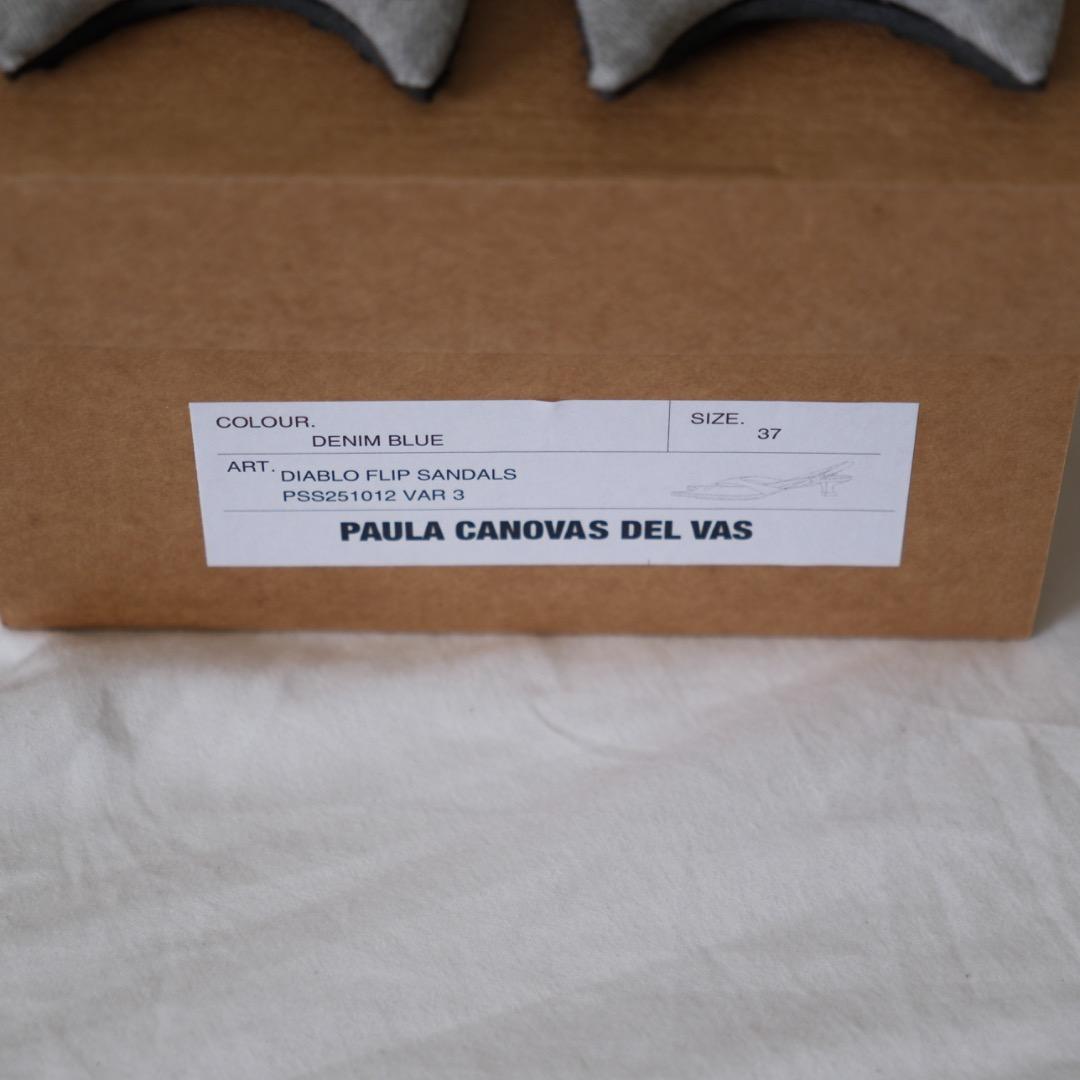 COLOUR. SIZE.
DENIM BLUE 37
ART. DIABLO FLIP SANDALS
PSS251012 VAR 3
PAULA CANOVAS DEL VAS